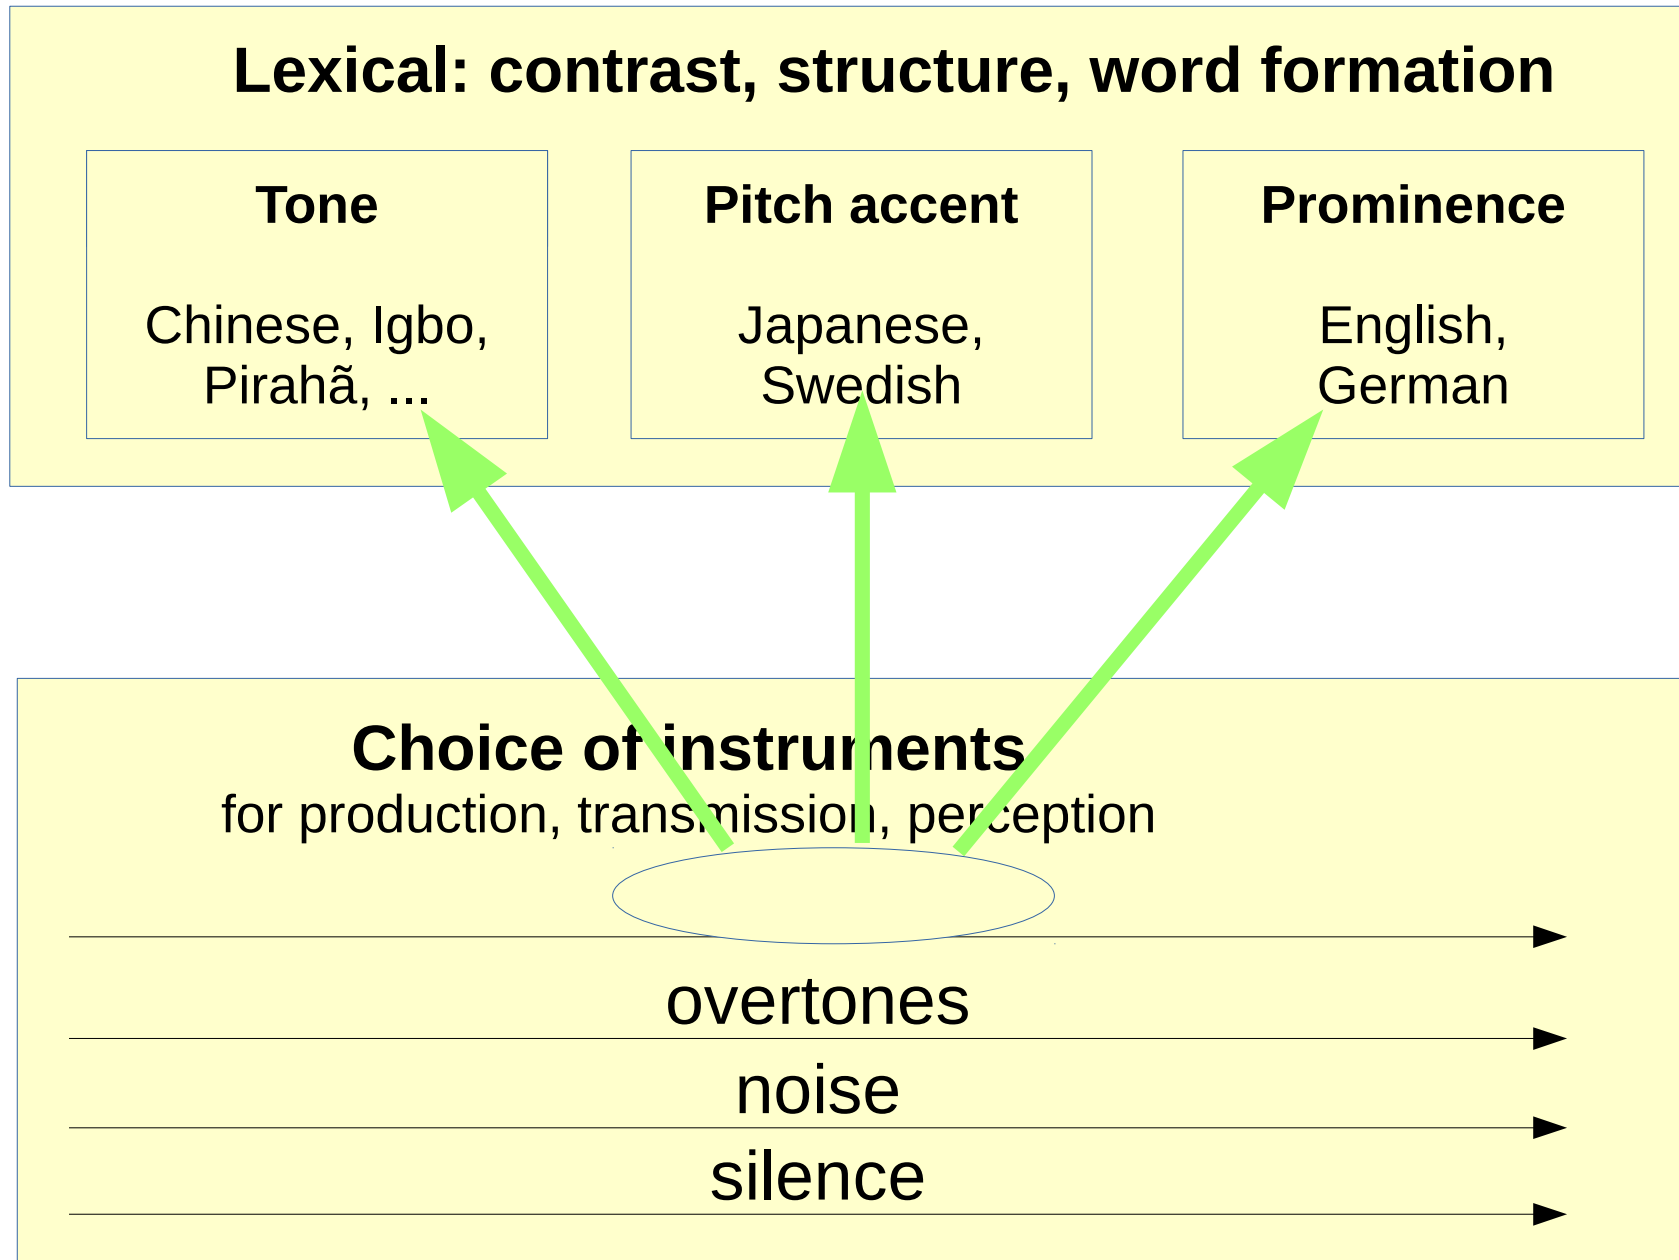 Lexical: contrast, structure, word formation
Tone
Chinese, Igbo,
Pirahã, ...
Pitch accent
Japanese,
Swedish
Prominence
English,
German
Choice of instruments
for production, transmission, perception
overtones
noise
silence